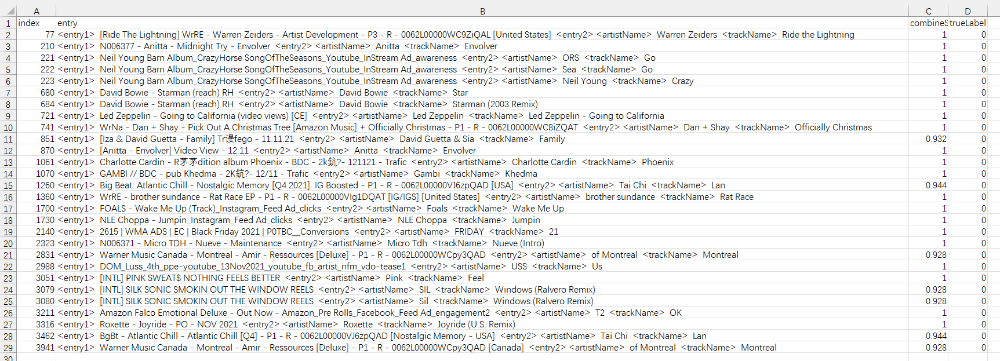 A B C D
1 index entry combineS trueLabel
2 77 <entry1> [Ride The Lightning] WrRE - Warren Zeiders - Artist Development - P3 - R - 0062L00000WC9ZiQAL [United States] <entry2> <artistName> Warren Zeiders <trackName> Ride the Lightning 1 0
3 210 <entry1> N006377 - Anitta - Midnight Try - Envolver <entry2> <artistName> Anitta <trackName> Envolver 1 0
4 221 <entry1> Neil Young Barn Album_CrazyHorse SongOfTheSeasons_Youtube_InStream Ad_awareness <entry2> <artistName> ORS <trackName> Go 1 0
5 222 <entry1> Neil Young Barn Album_CrazyHorse SongOfTheSeasons_Youtube_InStream Ad_awareness <entry2> <artistName> Sea <trackName> Go 1 0
6 223 <entry1> Neil Young Barn Album_CrazyHorse SongOfTheSeasons_Youtube_InStream Ad_awareness <entry2> <artistName> Neil Young <trackName> Crazy 1 0
7 680 <entry1> David Bowie - Starman (reach) RH <entry2> <artistName> David Bowie <trackName> Star 1 0
8 684 <entry1> David Bowie - Starman (reach) RH <entry2> <artistName> David Bowie <trackName> Starman (2003 Remix) 1 0
9 721 <entry1> Led Zeppelin - Going to California (video views) [CE] <entry2> <artistName> Led Zeppelin <trackName> Led Zeppelin - Going to California 1 0
10 741 <entry1> WrNa - Dan + Shay - Pick Out A Christmas Tree [Amazon Music] + Officially Christmas - P1 - R - 0062L00000WC8iZQAT <entry2> <artistName> Dan + Shay <trackName> Officially Christmas 1 0
11 851 <entry1> [Iza & David Guetta - Family] Tr谩fego - 11.11.21 <entry2> <artistName> David Guetta & Sia <trackName> Family 0.932 0
12 870 <entry1> [Anitta - Envolver] Video View - 12.11 <entry2> <artistName> Anitta <trackName> Envolver 1 0
13 1061 <entry1> Charlotte Cardin - R茅茅dition album Phoenix - BDC - 2k鈧?- 121121 - Trafic <entry2> <artistName> Charlotte Cardin <trackName> Phoenix 1 0
14 1070 <entry1> GAMBI // BDC - pub Khedma - 2K鈧?- 12/11 - Trafic <entry2> <artistName> Gambi <trackName> Khedma 1 0
15 1260 <entry1> Big Beat: Atlantic Chill - Nostalgic Memory [Q4 2021] IG Boosted - P1 - R - 0062L00000VJ6zpQAD [USA] <entry2> <artistName> Tai Chi <trackName> Lan 0.944 0
16 1360 <entry1> WrRE - brother sundance - Rat Race EP - P1 - R - 0062L00000VIg1DQAT [IG/IGS] [United States] <entry2> <artistName> brother sundance <trackName> Rat Race 1 0
17 1700 <entry1> FOALS - Wake Me Up (Track)_Instagram_Feed Ad_clicks <entry2> <artistName> Foals <trackName> Wake Me Up 1 0
18 1730 <entry1> NLE Choppa - Jumpin_Instagram_Feed Ad_clicks <entry2> <artistName> NLE Choppa <trackName> Jumpin 1 0
19 2140 <entry1> 2615 | WMA ADS | EC | Black Friday 2021 | P0TBC__Conversions <entry2> <artistName> FRIDAY <trackName> 21 1 0
20 2323 <entry1> N006371 - Micro TDH - Nueve - Maintenance <entry2> <artistName> Micro Tdh <trackName> Nueve (Intro) 1 0
21 2831 <entry1> Warner Music Canada - Montreal - Amir - Ressources [Deluxe] - P1 - R - 0062L00000WCpy3QAD <entry2> <artistName> of Montreal <trackName> Montreal 0.928 0
22 2988 <entry1> DOM_Luss_4th_ppe-youtube_13Nov2021_youtube_fb_artist_nfm_vdo-tease1 <entry2> <artistName> USS <trackName> Us 1 0
23 3051 <entry1> [INTL] PINK SWEAT$ NOTHING FEELS BETTER <entry2> <artistName> Pink <trackName> Feel 1 0
24 3079 <entry1> [INTL] SILK SONIC SMOKIN OUT THE WINDOW REELS <entry2> <artistName> SIL <trackName> Windows (Ralvero Remix) 0.928 0
25 3080 <entry1> [INTL] SILK SONIC SMOKIN OUT THE WINDOW REELS <entry2> <artistName> Sil <trackName> Windows (Ralvero Remix) 0.928 0
26 3211 <entry1> Amazon Falco Emotional Deluxe - Out Now - Amazon_Pre Rolls_Facebook_Feed Ad_engagement2 <entry2> <artistName> T2 <trackName> OK 1 0
27 3316 <entry1> Roxette - Joyride - PO - NOV 2021 <entry2> <artistName> Roxette <trackName> Joyride (U.S. Remix) 1 0
28 3462 <entry1> BgBt - Atlantic Chill - Atlantic Chill [Q4] - P1 - R - 0062L00000VJ6zpQAD [Nostalgic Memory - USA] <entry2> <artistName> Tai Chi <trackName> Lan 0.944 0
29 3941 <entry1> Warner Music Canada - Montreal - Amir - Ressources [Deluxe] - P1 - R - 0062L00000WCpy3QAD [Canada] <entry2> <artistName> of Montreal <trackName> Montreal 0.928 0
30